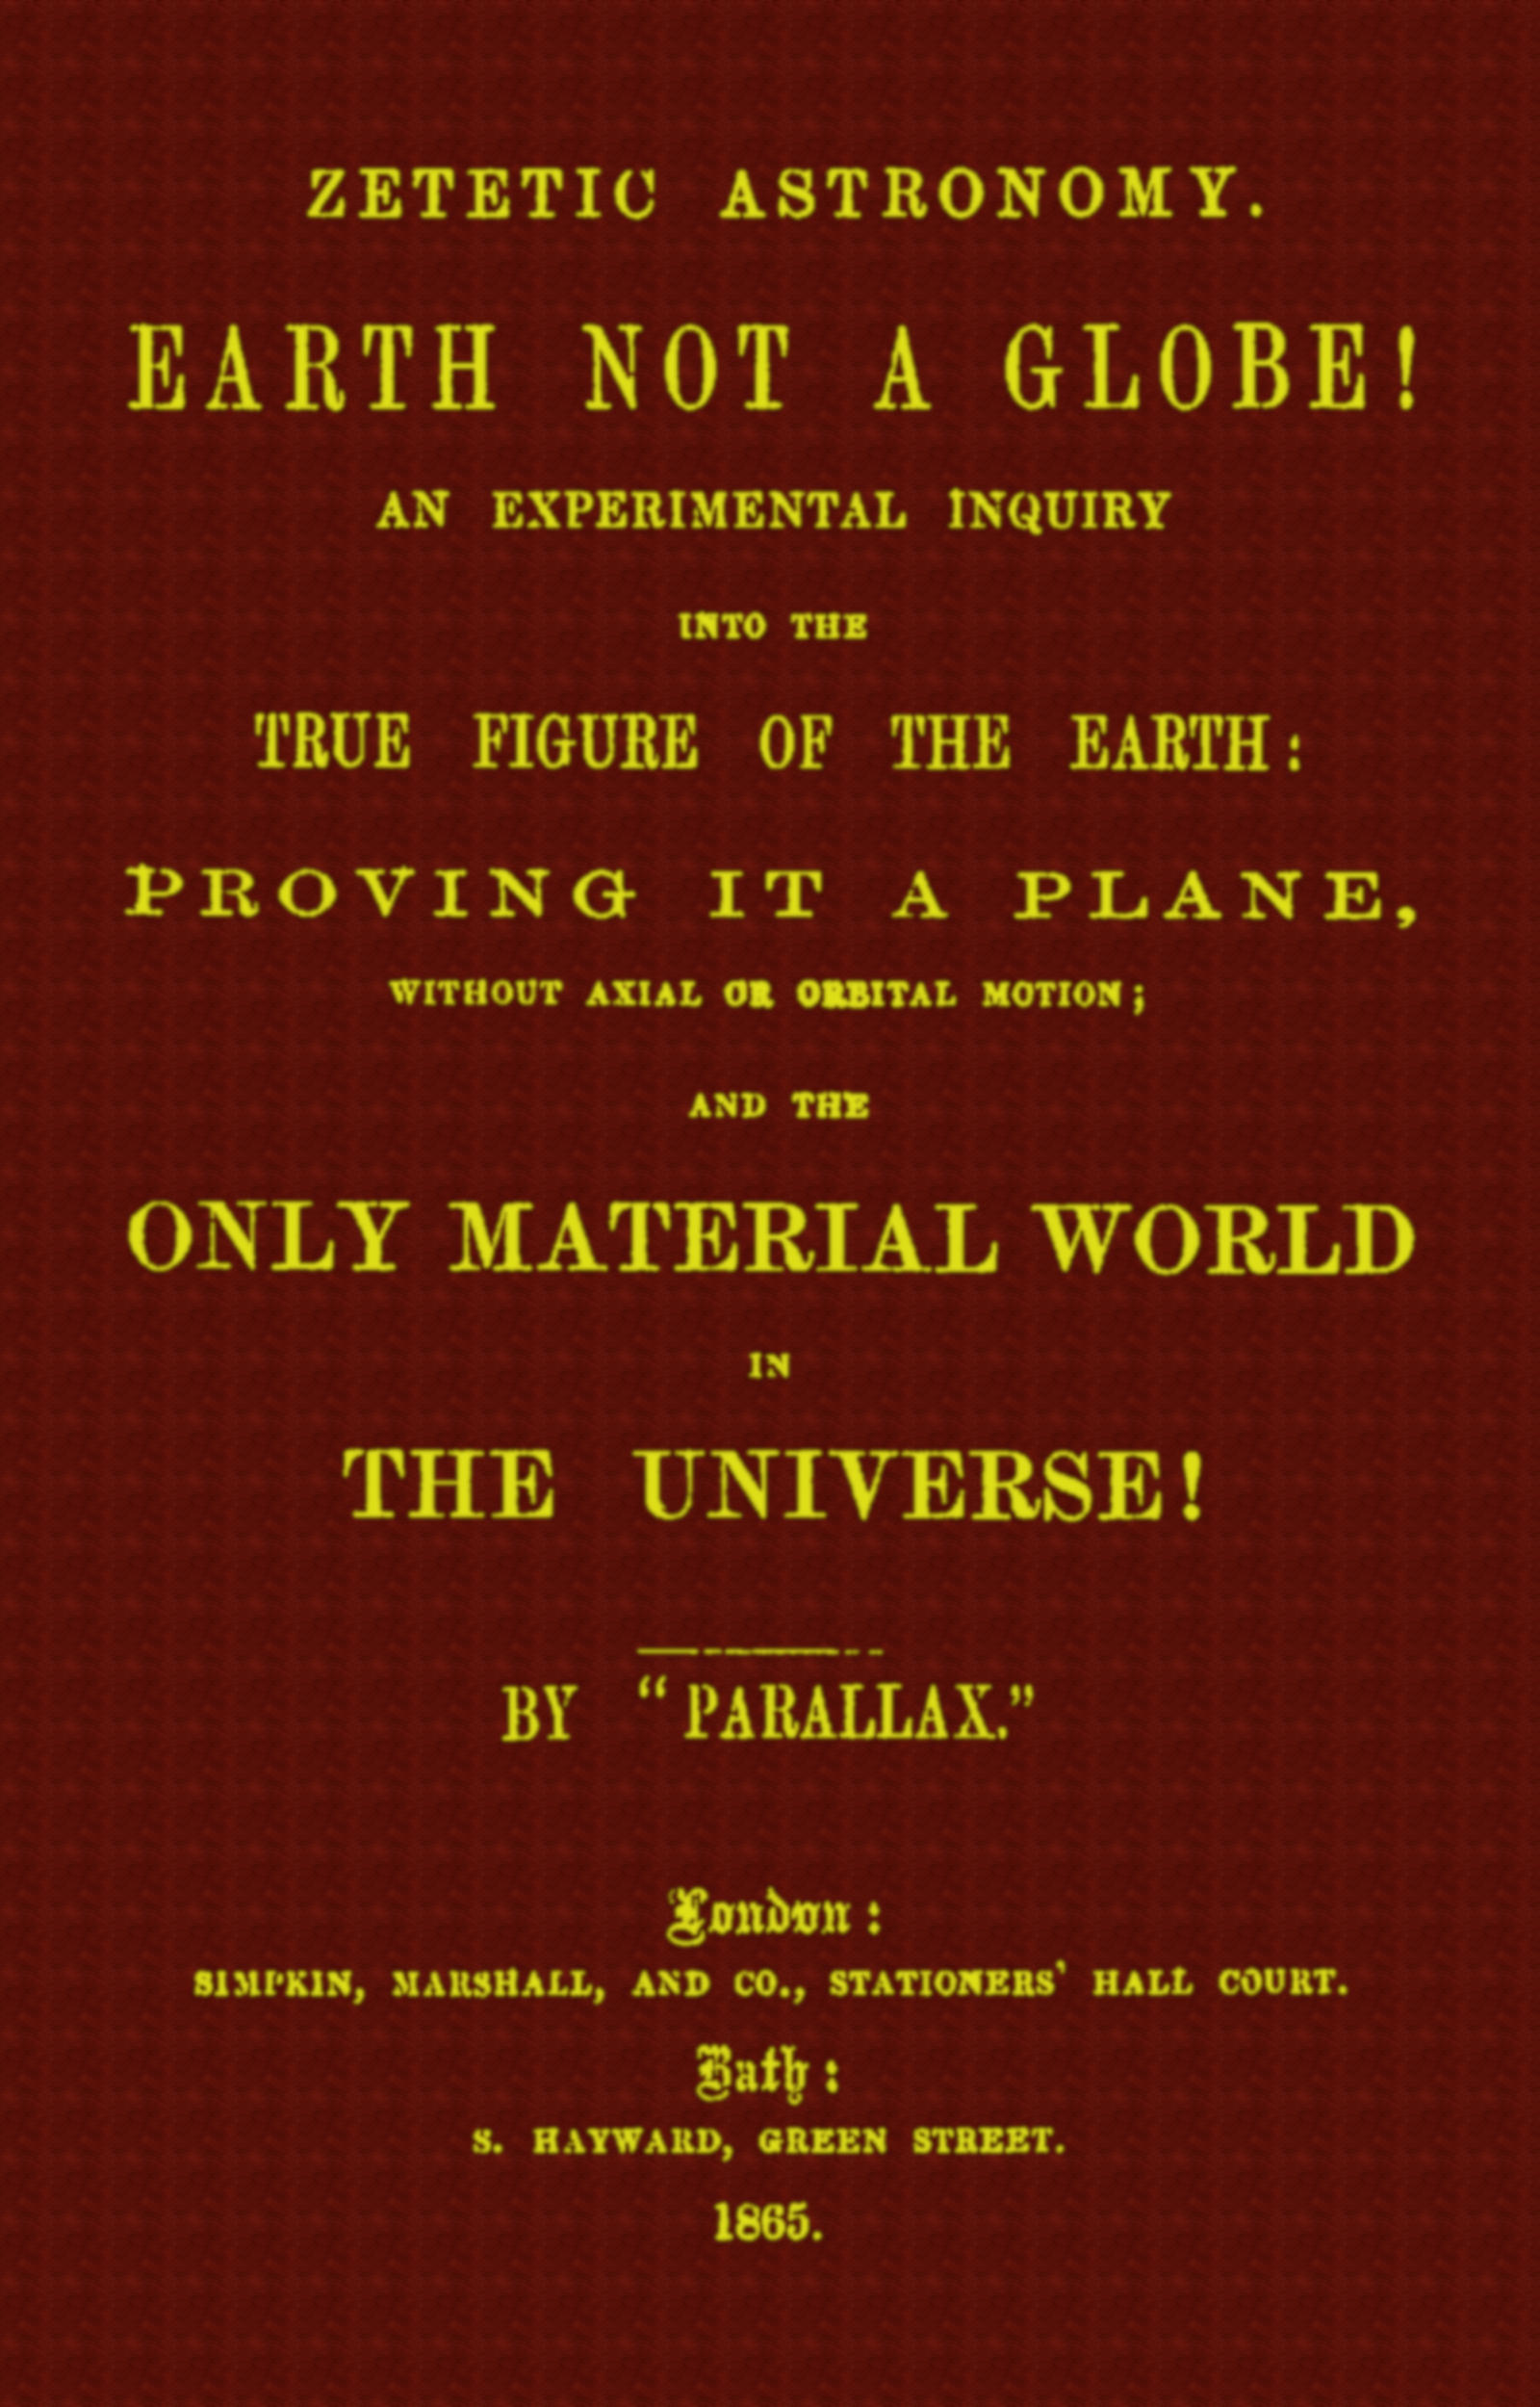 ZETETIC ASTRONOMY.
EARTH NOT A GLOBE!
AN EXPERIMENTAL INQUIRY
INTO THE
TRUE FIGURE OF THE EARTH:
PROVING IT A PLANE,
WITHOUT AXIAL OR ORBITAL MOTION;
AND THE
ONLY MATERIAL WORLD
IN
THE UNIVERSE!
BY "PARALLAX."
London:
SIMPKIN, MARSHALL, AND CO., STATIONERS' HALL COURT.
Bath:
S. HAYWARD, GREEN STREET.
1865.